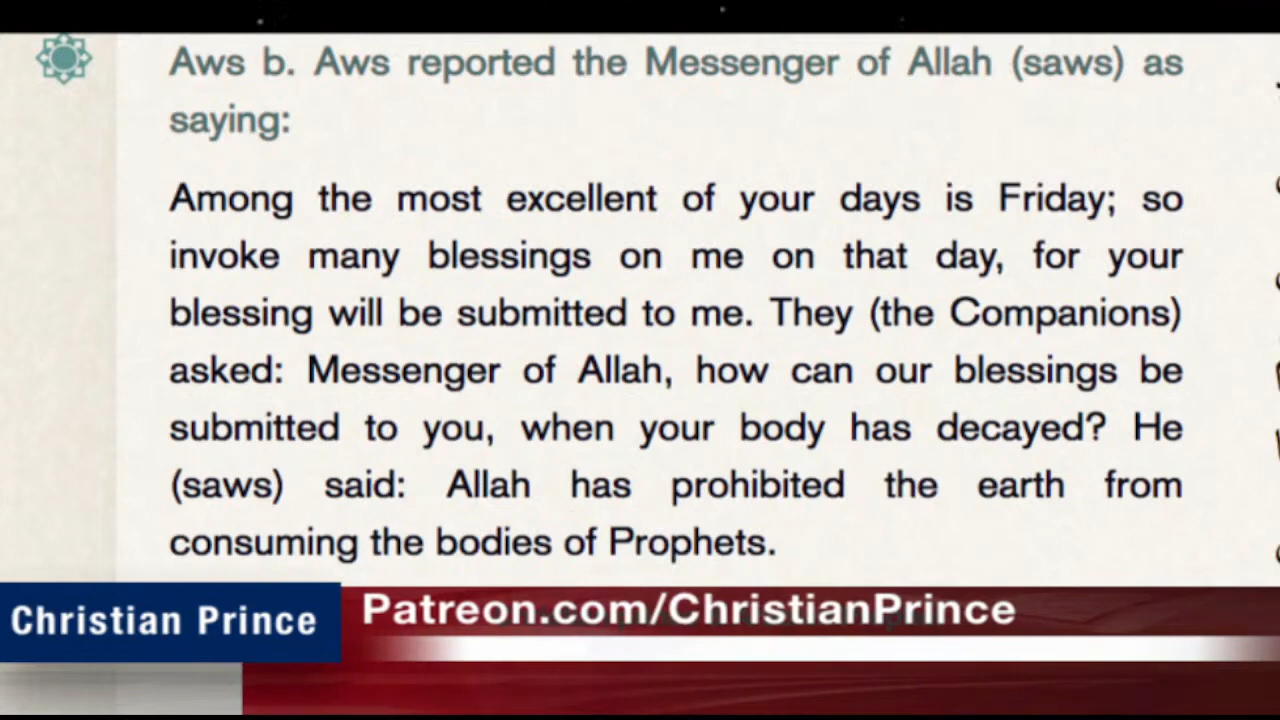 Aws b. Aws reported the Messenger of Allah (saws) as
saying:
Among the most excellent of your days is Friday; so
invoke many blessings on me on that day, for your
blessing will be submitted to me. They (the Companions)
asked: Messenger of Allah, how can our blessings be
submitted to you, when your body has decayed? He
(saws) said: Allah has prohibited the earth from
consuming the bodies of Prophets.
Christian Prince
Patreon.com/ChristianPrince